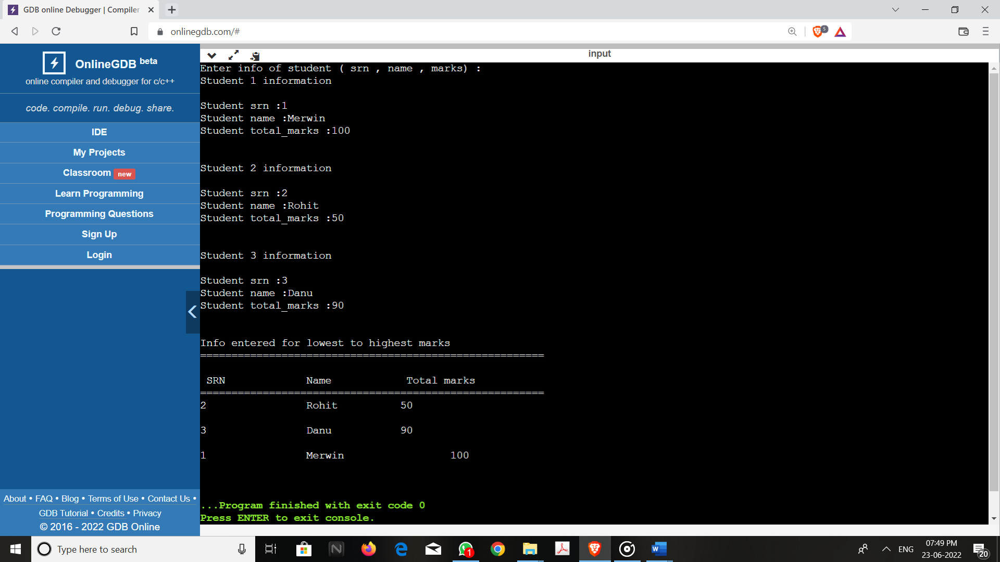 GDB online Debugger | Compiler
onlinegdb.com/#
5
OnlineGDB beta
online compiler and debugger for c/c++
code. compile. run. debug. share.
IDE
My Projects
Classroom new
Learn Programming
Programming Questions
Sign Up
Login
About • FAQ • Blog • Terms of Use • Contact Us •
GDB Tutorial • Credits • Privacy
© 2016 - 2022 GDB Online
input
Enter info of student ( srn , name , marks) :
Student 1 information
Student srn :1
Student name :Merwin
Student total_marks :100
Student 2 information
Student srn :2
Student name :Rohit
Student total_marks :50
Student 3 information
Student srn :3
Student name :Danu
Student total_marks :90
Info entered for lowest to highest marks
=======================================================
SRN Name Total marks
=======================================================
2 Rohit 50
3 Danu 90
1 Merwin 100
...Program finished with exit code 0
Press ENTER to exit console.
Type here to search
1
ENG
07:49 PM
23-06-2022
20